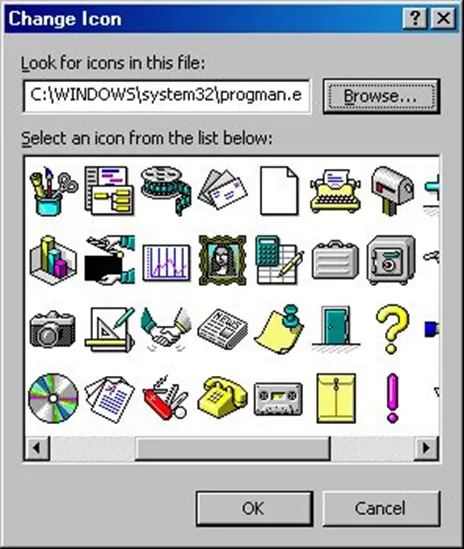 Change Icon
Look for icons in this file:
C:\WINDOWS\system32\progman.e
Browse...
Select an icon from the list below:
NEWS
OK
Cancel